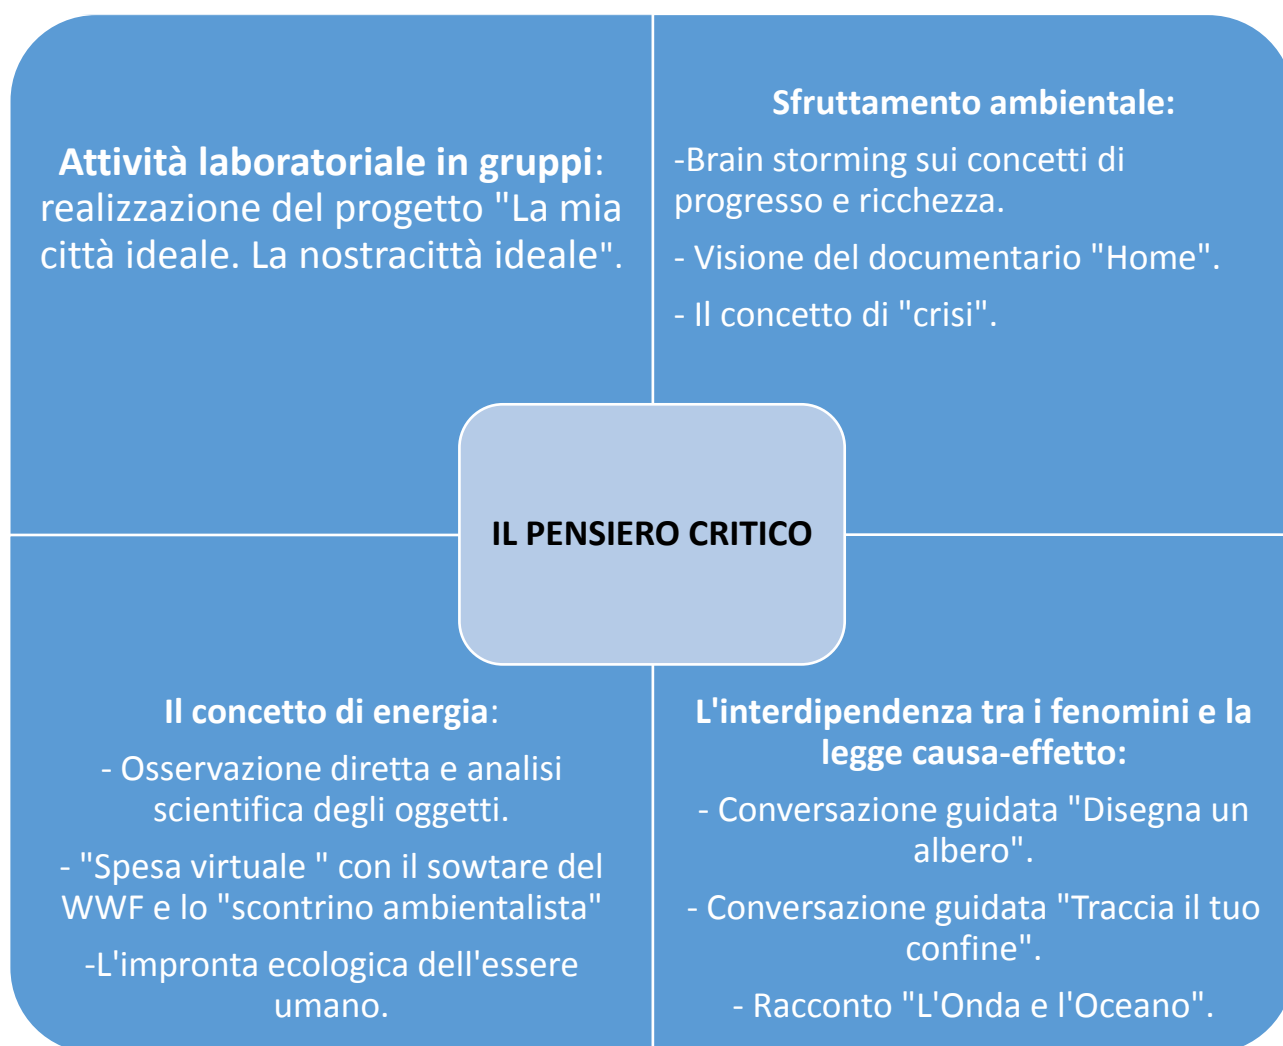 Attività laboratoriale in gruppi:
realizzazione del progetto "La mia
città ideale. La nostracittà ideale".
Sfruttamento ambientale:
-Brain storming sui concetti di
progesso e ricchezza.
- Visione del documentario "Home".
- Il concetto di "crisi".
IL PENSIERO CRITICO
Il concetto di energia:
- Osservazione diretta e analisi
scientifica degli oggetti.
- "Spesa virtuale " con il sowtare del
WWF e lo "scontrino ambientalista"
-L'impronta ecologica dell'essere
umano.
L'interdipendenza tra i fenomini e la
legge causa-effetto:
- Conversazione guidata "Disegna un
albero".
- Conversazione guidata "Traccia il tuo
confine".
- Racconto "L'Onda e l'Oceano".